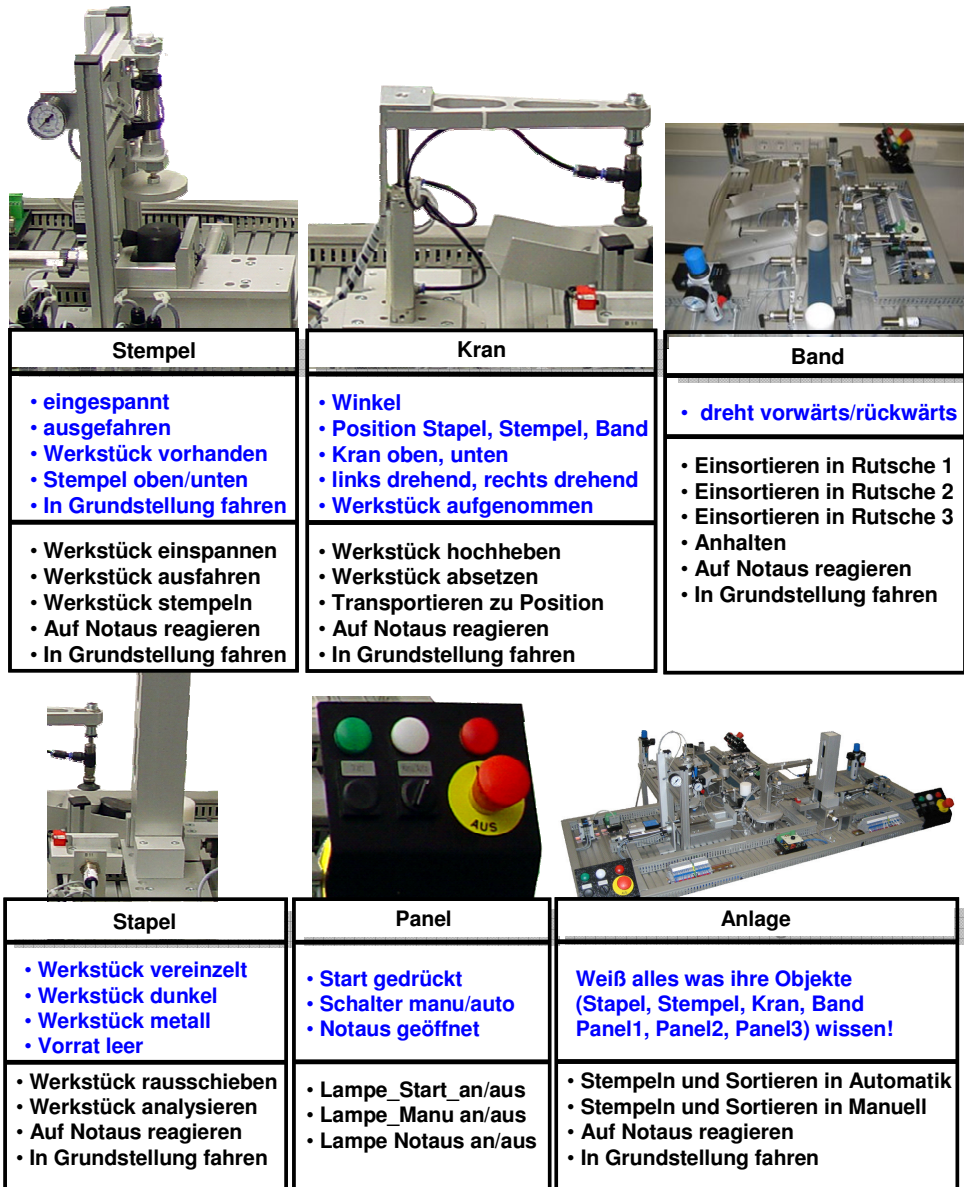 Stempel
• eingespannt
• ausgefahren
• Werkstück vorhanden
• Stempel oben/unten
• In Grundstellung fahren
• Werkstück einspannen
• Werkstück ausfahren
• Werkstück stempeln
• Auf Notaus reagieren
• In Grundstellung fahren
Kran
• Winkel
• Position Stapel, Stempel, Band
• Kran oben, unten
• links drehend, rechts drehend
• Werkstück aufgenommen
• Werkstück hochheben
• Werkstück absetzen
• Transportieren zu Position
• Auf Notaus reagieren
• In Grundstellung fahren
Band
• dreht vorwärts/rückwärts
• Einsortieren in Rutsche 1
• Einsortieren in Rutsche 2
• Einsortieren in Rutsche 3
• Anhalten
• Auf Notaus reagieren
• In Grundstellung fahren
Stapel
• Werkstück vereinzelt
• Werkstück dunkel
• Werkstück metall
• Vorrat leer
• Werkstück rausschieben
• Werkstück analysieren
• Auf Notaus reagieren
• In Grundstellung fahren
AUS
Panel
• Start gedrückt
• Schalter manu/auto
• Notaus geöffnet
• Lampe_Start_an/aus
• Lampe_Manu an/aus
• Lampe Notaus an/aus
Anlage
Weiß alles was ihre Objekte
(Stapel, Stempel, Kran, Band
Panel1, Panel2, Panel3) wissen!
• Stempeln und Sortieren in Automatik
• Stempeln und Sortieren in Manuell
• Auf Notaus reagieren
• In Grundstellung fahren